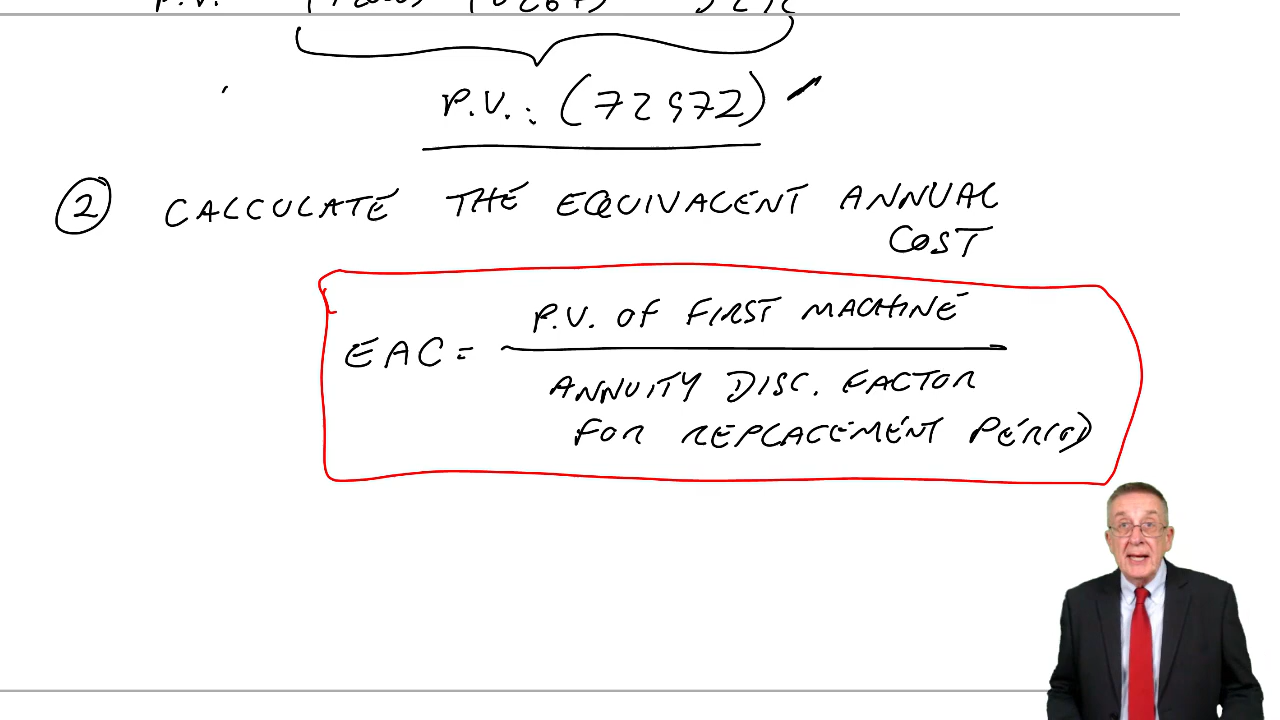 P.V.
P.V.: (72972)
2 CALCULATE THE EQUIVALENT ANNUAL
COST
EAC = P.V. OF FIRST MACHINE
ANNUITY DISC. FACTOR
FOR REPLACEMENT PERIOD